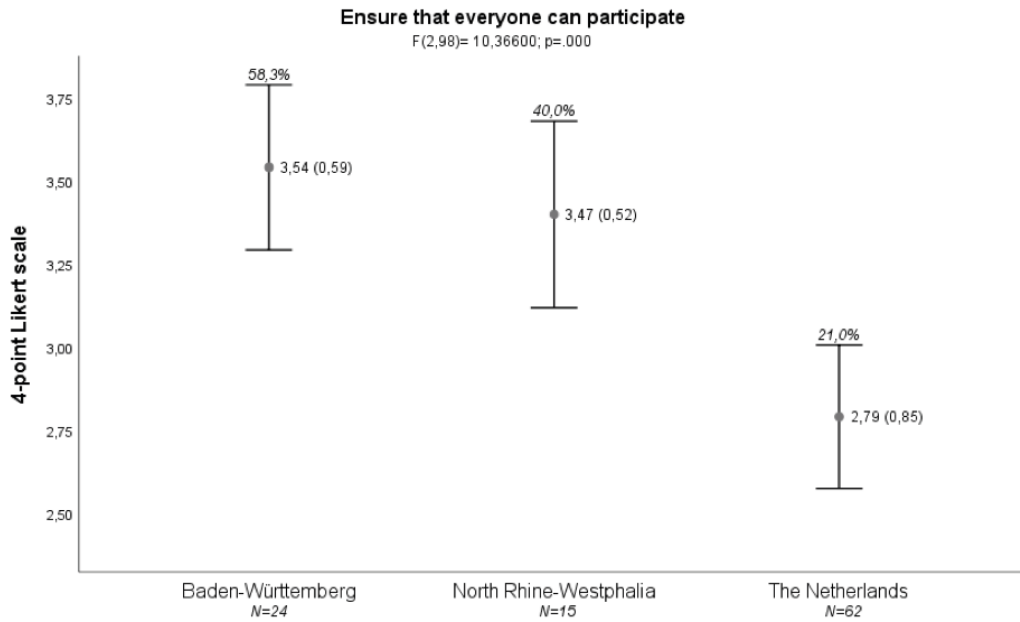 Ensure that everyone can participate
F(2,98)= 10,36600; p=.000
4-point Likert scale
3,75
3,50
3,25
3,00
2,75
2,50
58,3%
3,54 (0,59)
40,0%
3,47 (0,52)
21,0%
2,79 (0,85)
Baden-Württemberg
N=24
North Rhine-Westphalia
N=15
The Netherlands
N=62